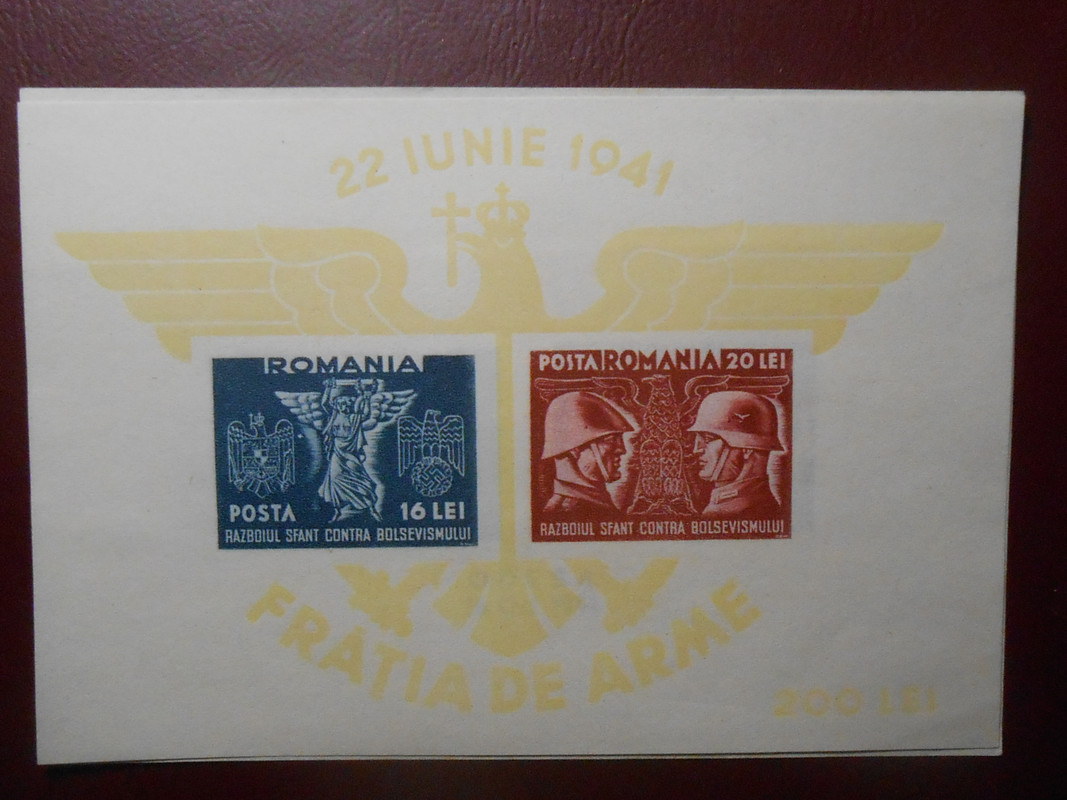 22 IUNIE 1941
ROMANIA
POSTA 16 LEI
RAZBOIUL SFANT CONTRA BOLSEVISMULUI
POSTA ROMANIA 20 LEI
RAZBOIUL SFANT CONTRA BOLSEVISMULUI
FRĂȚIA DE ARME
200 LEI